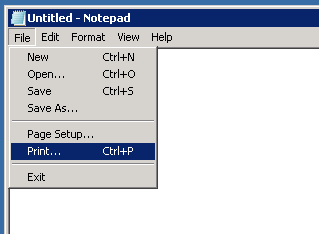 Untitled - Notepad
File Edit Format View Help
New Ctrl+N
Open... Ctrl+O
Save Ctrl+S
Save As...
Page Setup...
Print... Ctrl+P
Exit